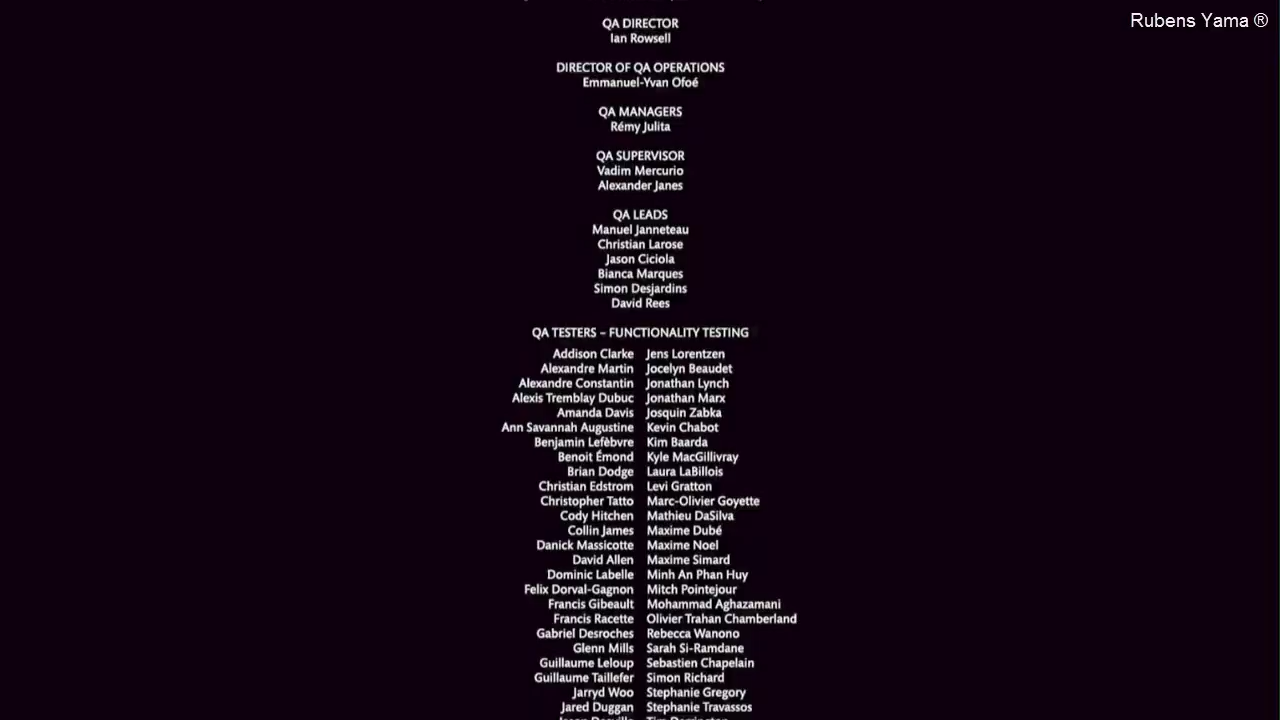 Rubens Yama ®
QA DIRECTOR
Ian Rowsell
DIRECTOR OF QA OPERATIONS
Emmanuel-Yvan Ofoé
QA MANAGERS
Rémy Julita
QA SUPERVISOR
Vadim Mercurio
Alexander Janes
QA LEADS
Manuel Janneteau
Christian Larose
Jason Ciciola
Bianca Marques
Simon Desjardins
David Rees
QA TESTERS – FUNCTIONALITY TESTING
Addison Clarke Jens Lorentzen
Alexandre Martin Jocelyn Beaudet
Alexandre Constantin Jonathan Lynch
Alexis Tremblay Dubuc Jonathan Marx
Amanda Davis Josquin Zabka
Ann Savannah Augustine Kevin Chabot
Benjamin Lefèbvre Kim Baarda
Benoit Émond Kyle MacGillivray
Brian Dodge Laura LaBillois
Christian Edstrom Levi Gratton
Christopher Tatto Marc-Olivier Goyette
Cody Hitchen Mathieu DaSilva
Collin James Maxime Dubé
Danick Massicotte Maxime Noel
David Allen Maxime Simard
Dominic Labelle Minh An Phan Huy
Felix Dorval-Gagnon Mitch Pointejour
Francis Gibeault Mohammad Aghazamani
Francis Racette Olivier Trahan Chamberland
Gabriel Desroches Rebecca Wanono
Glenn Mills Sarah Si-Ramdane
Guillaume Leloup Sebastien Chapelain
Guillaume Taillefer Simon Richard
Jarryd Woo Stephanie Gregory
Jared Duggan Stephanie Travassos